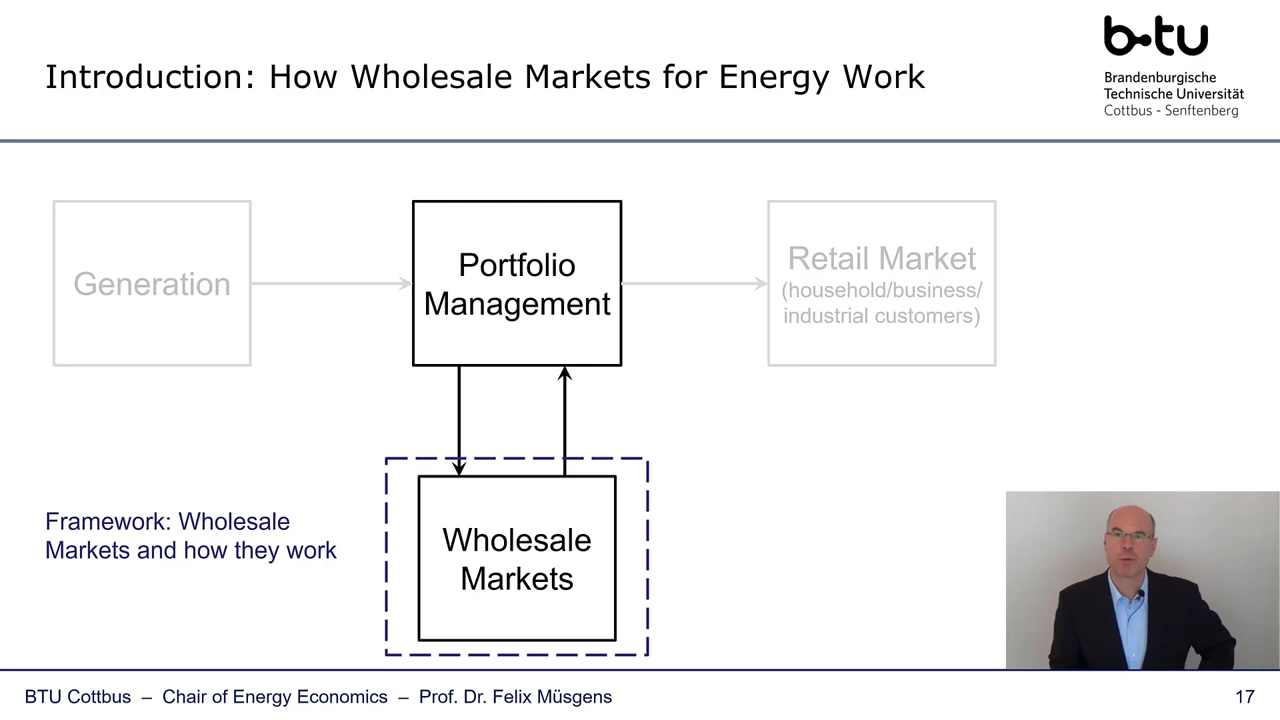 Introduction: How Wholesale Markets for Energy Work
b-tu
Brandenburgische
Technische Universität
Cottbus - Senftenberg
Generation
Portfolio
Management
Retail Market
(household/business/
industrial customers)
Framework: Wholesale
Markets and how they work
Wholesale
Markets
BTU Cottbus – Chair of Energy Economics – Prof. Dr. Felix Müsgens
17